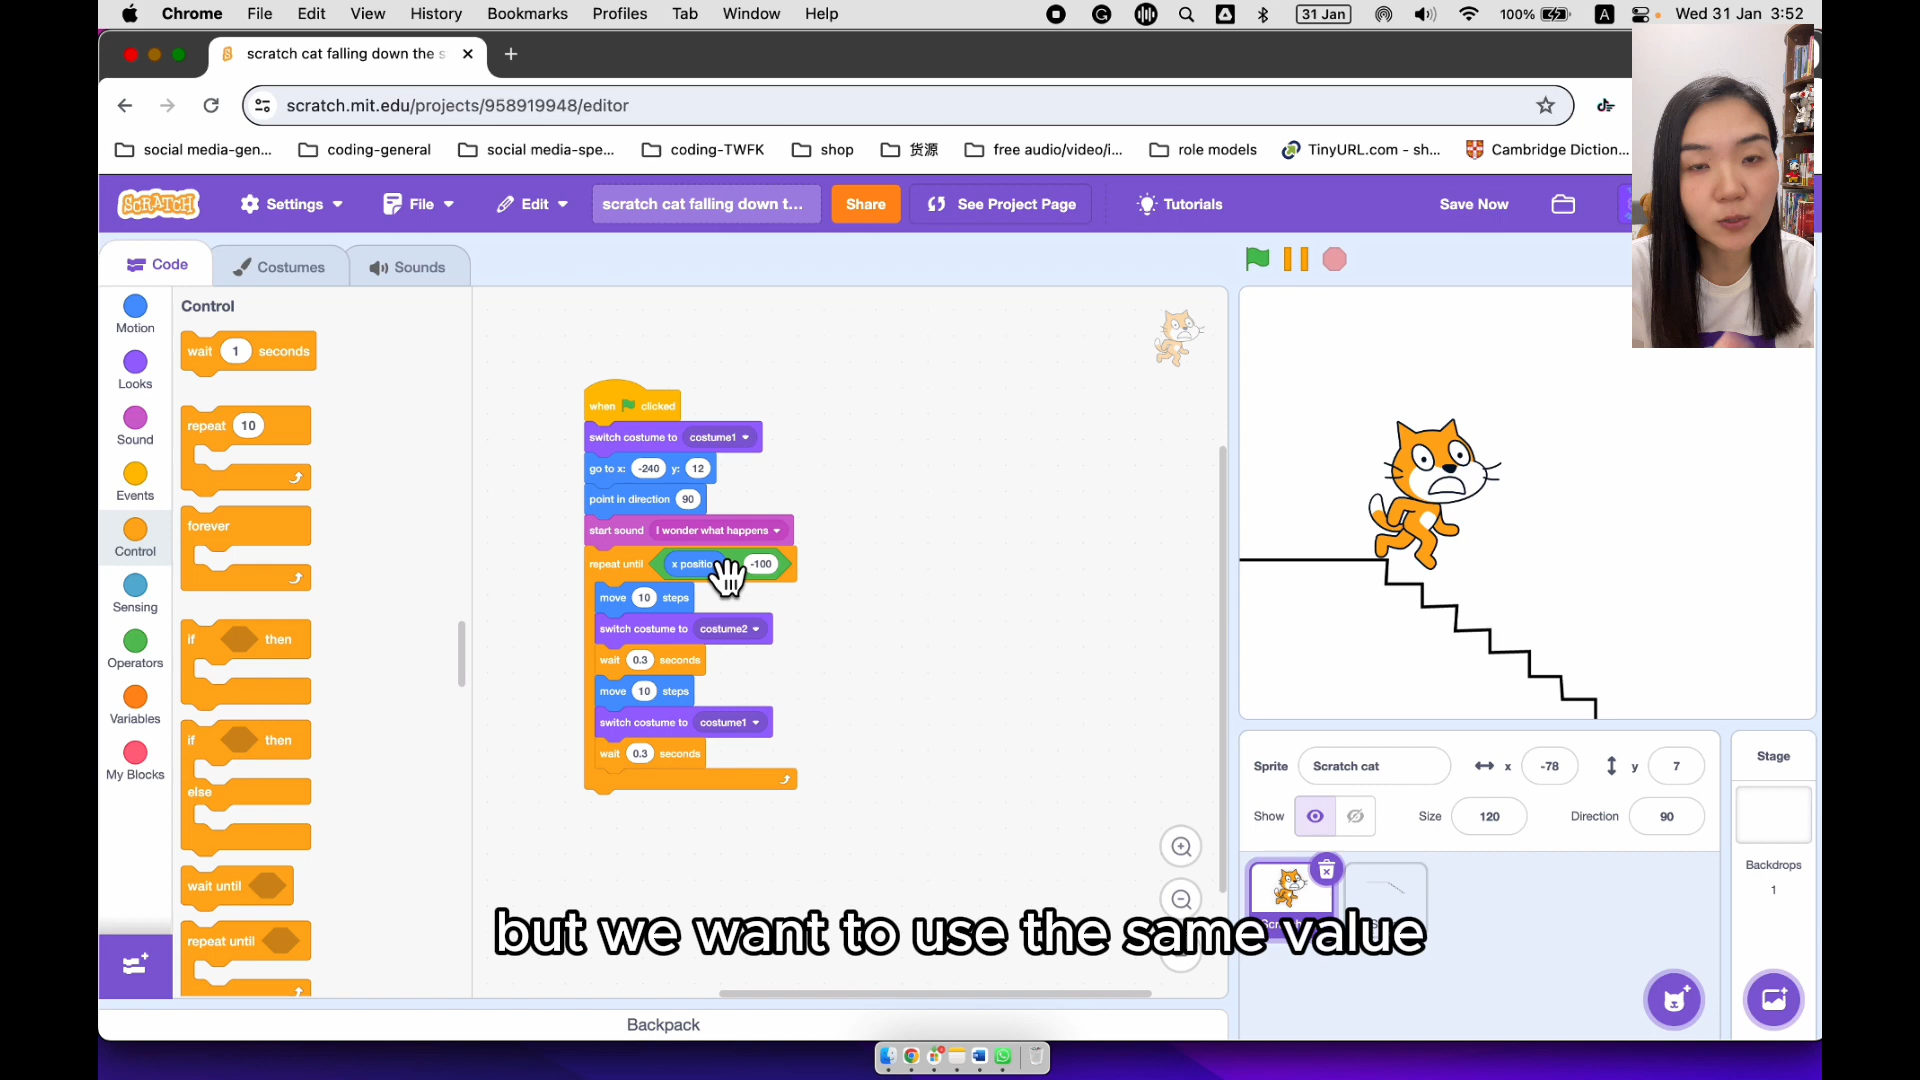 Chrome File Edit View History Bookmarks Profiles Tab Window Help 31 Jan 100% A Wed 31 Jan 3:52
scratch cat falling down the s
scratch.mit.edu/projects/958919948/editor
social media-gen... coding-general social media-spe... coding-TWFK shop 货源 free audio/video/i... role models TinyURL.com - sh... Cambridge Diction...
SCRATCH Settings File Edit scratch cat falling down t... Share See Project Page Tutorials Save Now
Code Costumes Sounds
Motion
Looks
Sound
Events
Control
Sensing
Operators
Variables
My Blocks
Control
wait 1 seconds
repeat 10
forever
if then
if then
else
wait until
repeat until
when clicked
switch costume to costume1
go to x: -240 y: 12
point in direction 90
start sound I wonder what happens
repeat until x position -100
move 10 steps
switch costume to costume2
wait 0.3 seconds
move 10 steps
switch costume to costume1
wait 0.3 seconds
Sprite Scratch cat x -78 y 7
Show Size 120 Direction 90
Stage
Backdrops
1
but we want to use the same value
Backpack